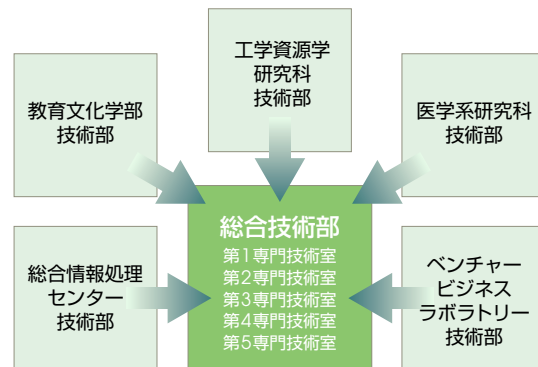 工学資源学
研究科
技術部
教育文化学部
技術部
医学系研究科
技術部
総合技術部
第1専門技術室
第2専門技術室
第3専門技術室
第4専門技術室
第5専門技術室
総合情報処理
センター
技術部
ベンチャー
ビジネス
ラボラトリー
技術部